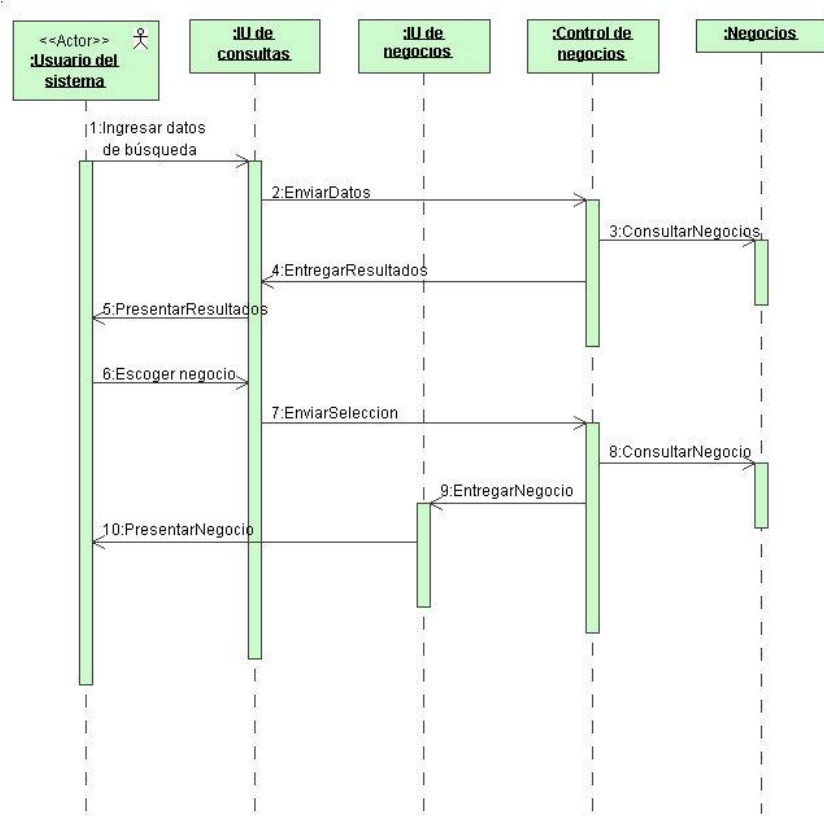 <<Actor>>
:Usuario del
sistema
:IU de
consultas
:IU de
negocios
:Control de
negocios
:Negocios
1:Ingresar datos
de búsqueda
2:EnviarDatos
3:ConsultarNegocios
4:EntregarResultados
5:PresentarResultados
6:Escoger negocio
7:EnviarSeleccion
8:ConsultarNegocio
9:EntregarNegocio
10:PresentarNegocio